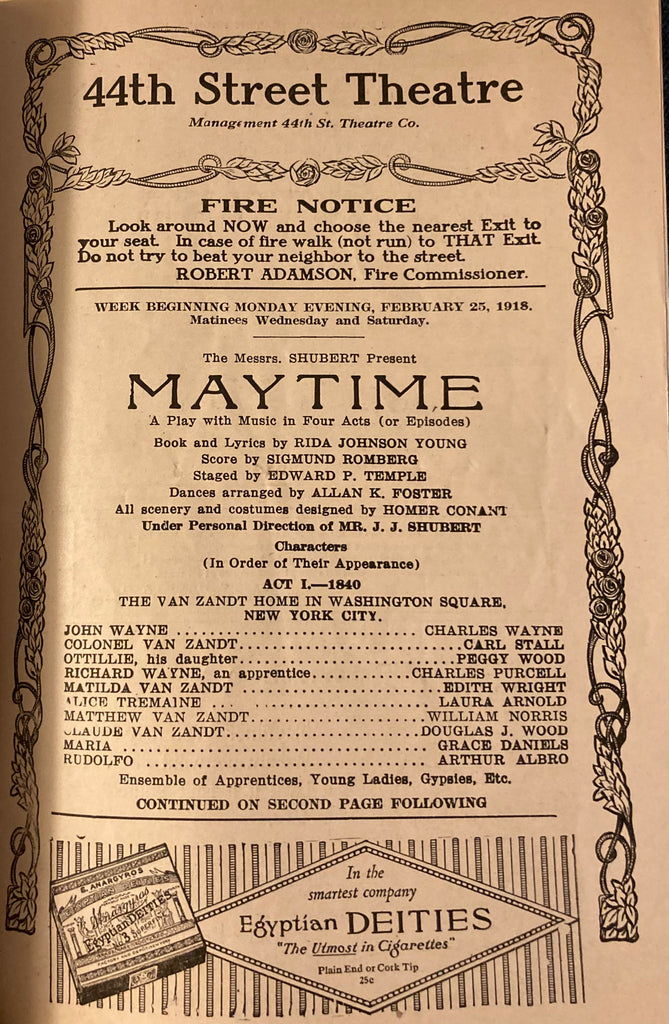 44th Street Theatre
Management 44th St. Theatre Co.
FIRE NOTICE
Look around NOW and choose the nearest Exit to
your seat. In case of fire walk (not run) to THAT Exit.
Do not try to beat your neighbor to the street.
ROBERT ADAMSON, Fire Commissioner.
WEEK BEGINNING MONDAY EVENING, FEBRUARY 25, 1918.
Matinees Wednesday and Saturday.
The Messrs. SHUBERT Present
MAYTIME
A Play with Music in Four Acts (or Episodes)
Book and Lyrics by RIDA JOHNSON YOUNG
Score by SIGMUND ROMBERG
Staged by EDWARD P. TEMPLE
Dances arranged by ALLAN K. FOSTER
All scenery and costumes designed by HOMER CONANT
Under Personal Direction of MR. J. J. SHUBERT
Characters
(In Order of Their Appearance)
ACT I.—1840
THE VAN ZANDT HOME IN WASHINGTON SQUARE,
NEW YORK CITY.
JOHN WAYNE ........................ CHARLES WAYNE
COLONEL VAN ZANDT........................CARL STALL
OTTILLIE, his daughter........................PEGGY WOOD
RICHARD WAYNE, an apprentice............CHARLES PURCELL
MATILDA VAN ZANDT ........................EDITH WRIGHT
ALICE TREMAINE ........................ LAURA ARNOLD
MATTHEW VAN ZANDT........................WILLIAM NORRIS
CLAUDE VAN ZANDT........................DOUGLAS J. WOOD
MARIA ........................ GRACE DANIELS
RUDOLFO ........................ ARTHUR ALBRO
Ensemble of Apprentices, Young Ladies, Gypsies, Etc.
CONTINUED ON SECOND PAGE FOLLOWING
S. ANARGYROS
Egyptian DEITIES
No. 3 SIZE
In the
smartest company
Egyptian DEITIES
"The Utmost in Cigarettes"
Plain End or Cork Tip
25c